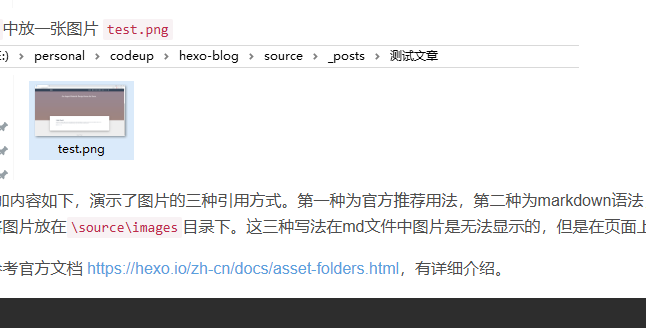 中放一张图片 test.png
E:) > personal > codeup > hexo-blog > source > _posts > 测试文章
test.png
如内容如下，演示了图片的三种引用方式。第一种为官方推荐用法，第二种为markdown语法
图片放在 \source\images 目录下。这三种写法在md文件中图片是无法显示的，但是在页面上
考官方文档 https://hexo.io/zh-cn/docs/asset-folders.html，有详细介绍。